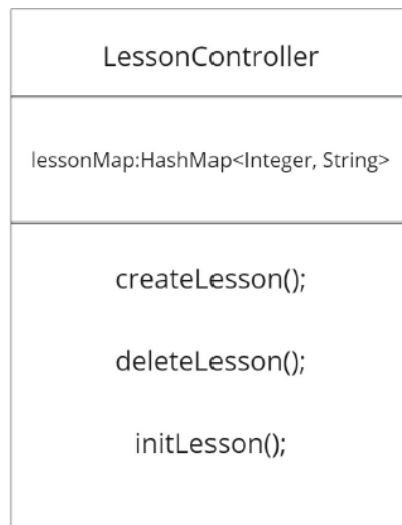 LessonController
lessonMap:HashMap<Integer, String>
createLesson();
deleteLesson();
initLesson();